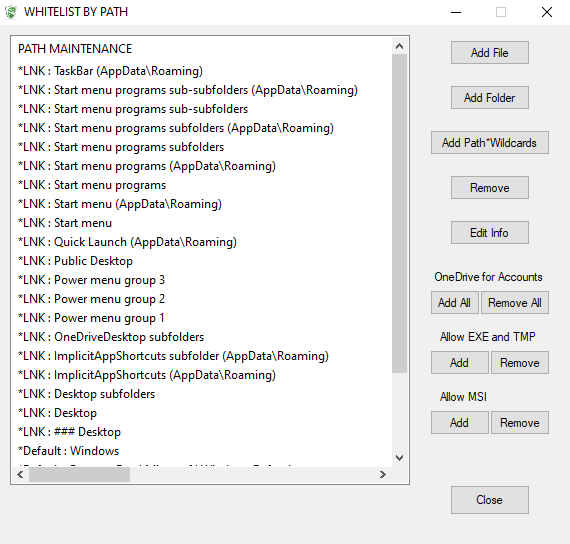 WHITELIST BY PATH
PATH MAINTENANCE
*LNK : TaskBar (AppData\Roaming)
*LNK : Start menu programs sub-subfolders (AppData\Roaming)
*LNK : Start menu programs sub-subfolders
*LNK : Start menu programs subfolders (AppData\Roaming)
*LNK : Start menu programs subfolders
*LNK : Start menu programs (AppData\Roaming)
*LNK : Start menu programs
*LNK : Start menu (AppData\Roaming)
*LNK : Start menu
*LNK : Quick Launch (AppData\Roaming)
*LNK : Public Desktop
*LNK : Power menu group 3
*LNK : Power menu group 2
*LNK : Power menu group 1
*LNK : OneDriveDesktop subfolders
*LNK : ImplicitAppShortcuts subfolder (AppData\Roaming)
*LNK : ImplicitAppShortcuts (AppData\Roaming)
*LNK : Desktop subfolders
*LNK : Desktop
*LNK : ### Desktop
*Default : Windows
Add File
Add Folder
Add Path*Wildcards
Remove
Edit Info
OneDrive for Accounts
Add All Remove All
Allow EXE and TMP
Add Remove
Allow MSI
Add Remove
Close